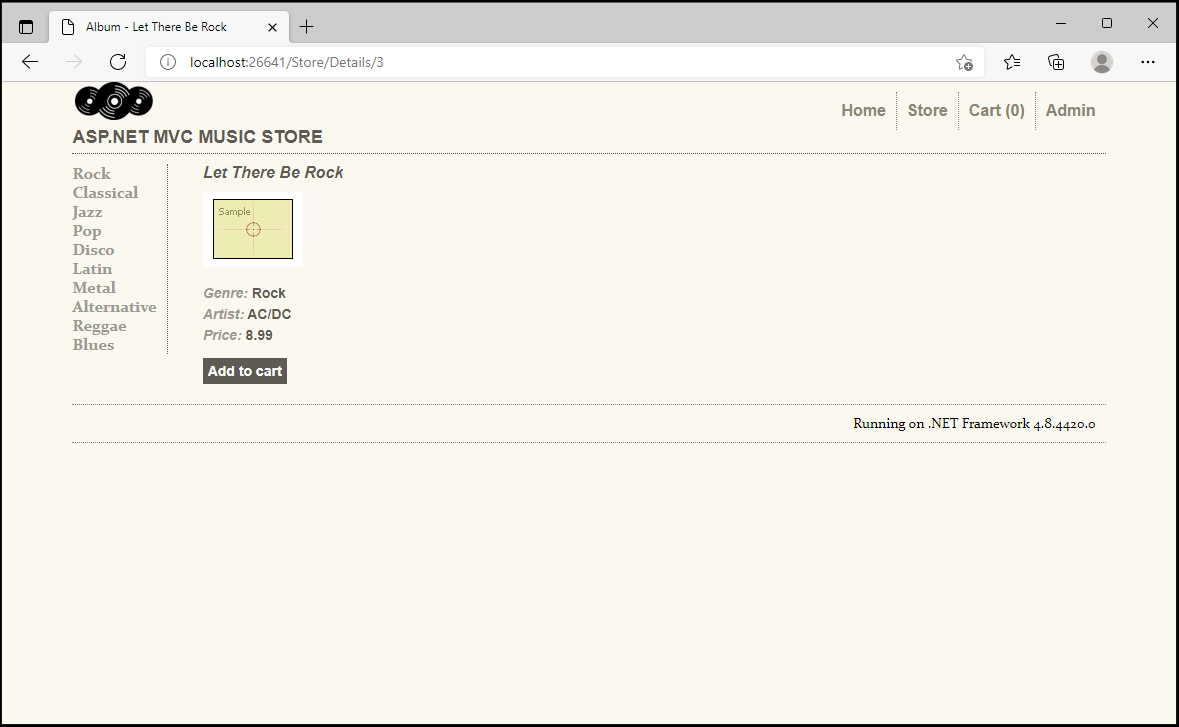 Album - Let There Be Rock
localhost:26641/Store/Details/3
Home Store Cart (0) Admin
ASP.NET MVC MUSIC STORE
Rock
Classical
Jazz
Pop
Disco
Latin
Metal
Alternative
Reggae
Blues
Let There Be Rock
Sample
Genre: Rock
Artist: AC/DC
Price: 8.99
Add to cart
Running on .NET Framework 4.8.4420.0